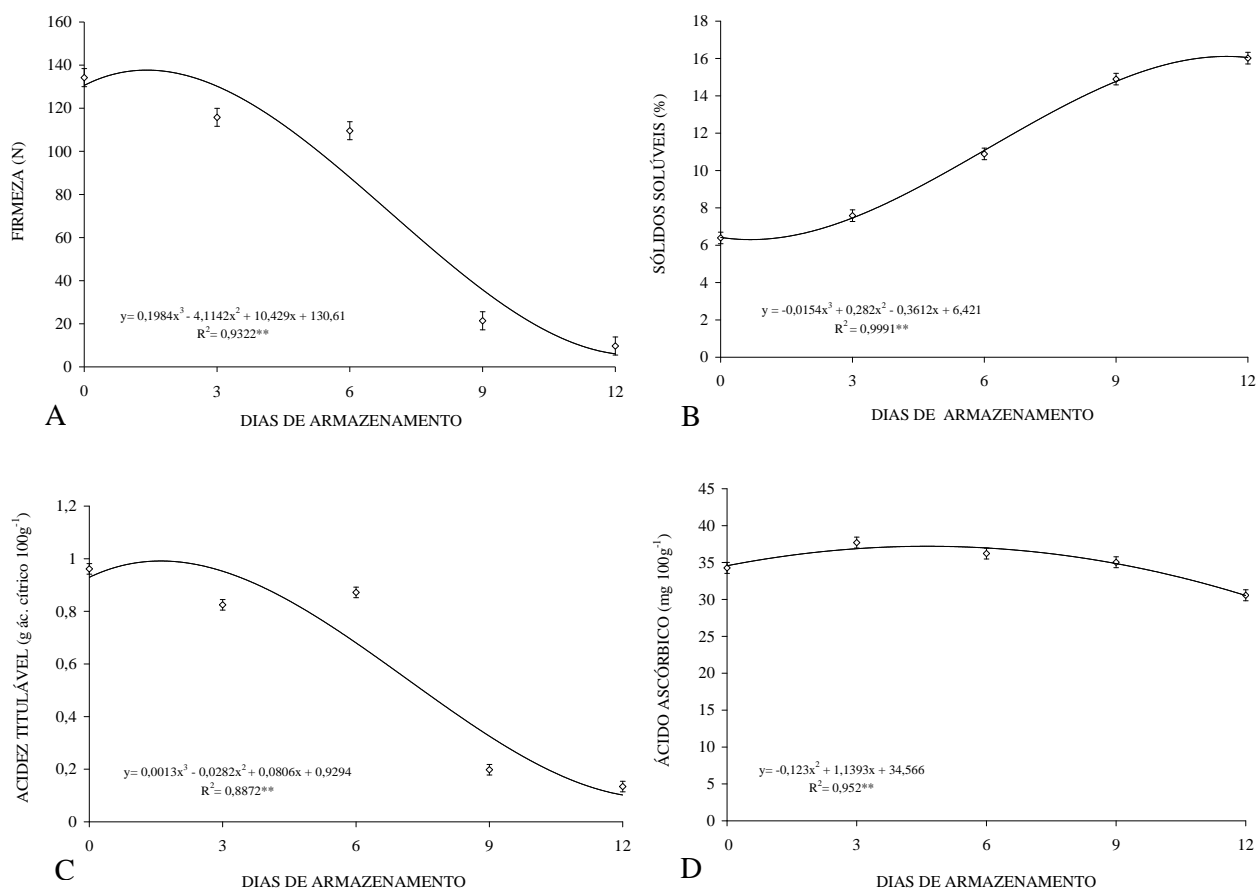 160
140
120
100
80
60
40
20
0
FIRMEZA (N)
y= 0,1984x³ - 4,1142x² + 10,429x + 130,61
R²= 0,9322**
0 3 6 9 12
DIAS DE ARMAZENAMENTO
A
18
16
14
12
10
8
6
4
2
0
SÓLIDOS SOLÚVEIS (%)
y = -0,0154x³ + 0,282x² - 0,3612x + 6,421
R²= 0,9991**
0 3 6 9 12
DIAS DE ARMAZENAMENTO
B
1,2
1
0,8
0,6
0,4
0,2
0
ACIDEZ TITULÁVEL (g ác. cítrico 100g⁻¹)
y= 0,0013x³ - 0,0282x² + 0,0806x + 0,9294
R²= 0,8872**
0 3 6 9 12
DIAS DE ARMAZENAMENTO
C
45
40
35
30
25
20
15
10
5
0
ÁCIDO ASCÓRBICO (mg 100g⁻¹)
y= -0,123x² + 1,1393x + 34,566
R²= 0,952**
0 3 6 9 12
DIAS DE ARMAZENAMENTO
D